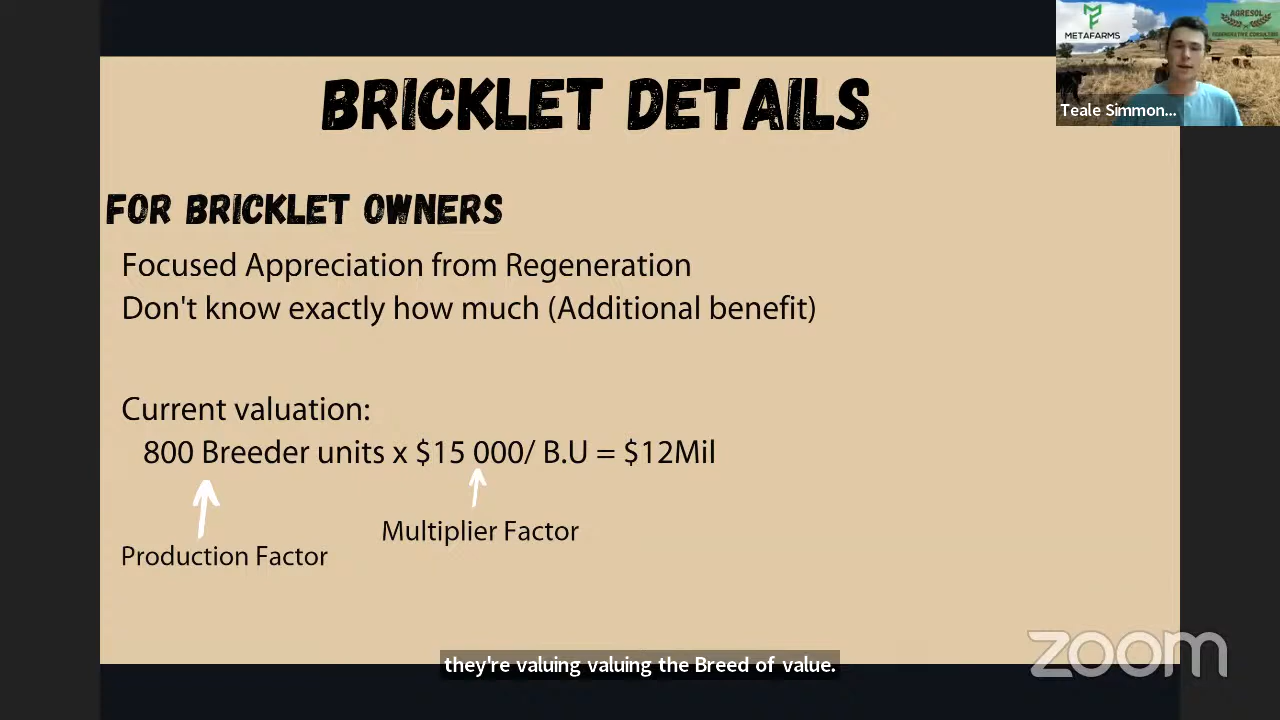 BRICKLET DETAILS
METAFARMS
AGRESOL
Teale Simmon...
FOR BRICKLET OWNERS
Focused Appreciation from Regeneration
Don't know exactly how much (Additional benefit)
Current valuation:
800 Breeder units x $15 000/ B.U = $12Mil
Multiplier Factor
Production Factor
zoom
they're valuing valuing the Breed of value.